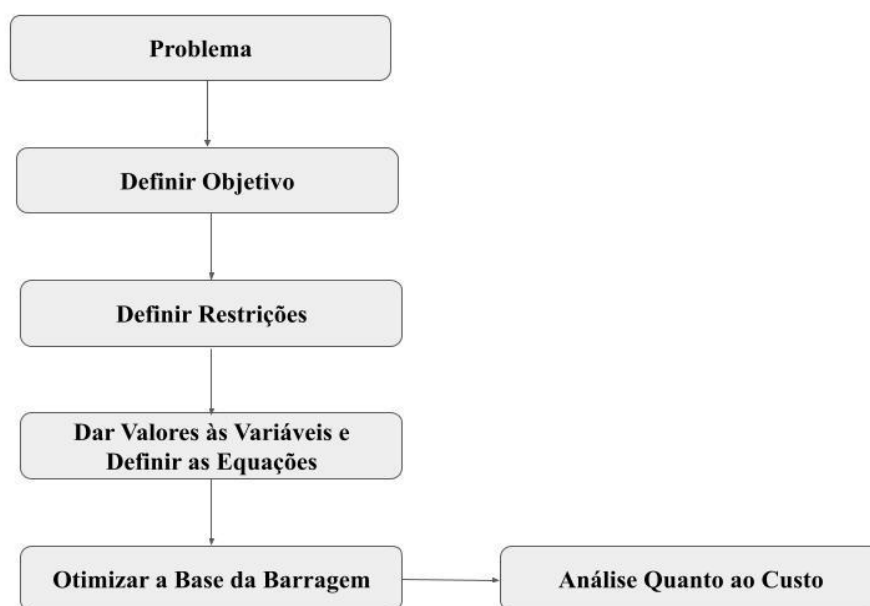 Problema
Definir Objetivo
Definir Restrições
Dar Valores às Variáveis e
Definir as Equações
Otimizar a Base da Barragem
Análise Quanto ao Custo